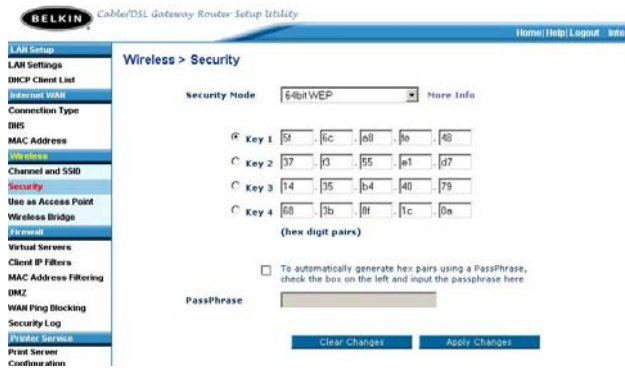 BELKIN Cable/DSL Gateway Router Setup Utility
Home|Help|Logout Inte
LAN Setup
LAN Settings
DHCP Client List
Internet WAN
Connection Type
DNS
MAC Address
Wireless
Channel and SSID
Security
Use as Access Point
Wireless Bridge
Firewall
Virtual Servers
Client IP Filters
MAC Address Filtering
DMZ
WAN Ping Blocking
Security Log
Printer Service
Print Server
Configuration
Wireless > Security
Security Mode 64bit WEP More Info
Key 1 5f . 6c . a8 . fe . 48
Key 2 37 . f3 . 55 . e1 . d7
Key 3 14 . 35 . b4 . 40 . 79
Key 4 68 . 3b . 8f . 1c . 0a
(hex digit pairs)
To automatically generate hex pairs using a PassPhrase,
check the box on the left and input the passphrase here
PassPhrase
Clear Changes Apply Changes